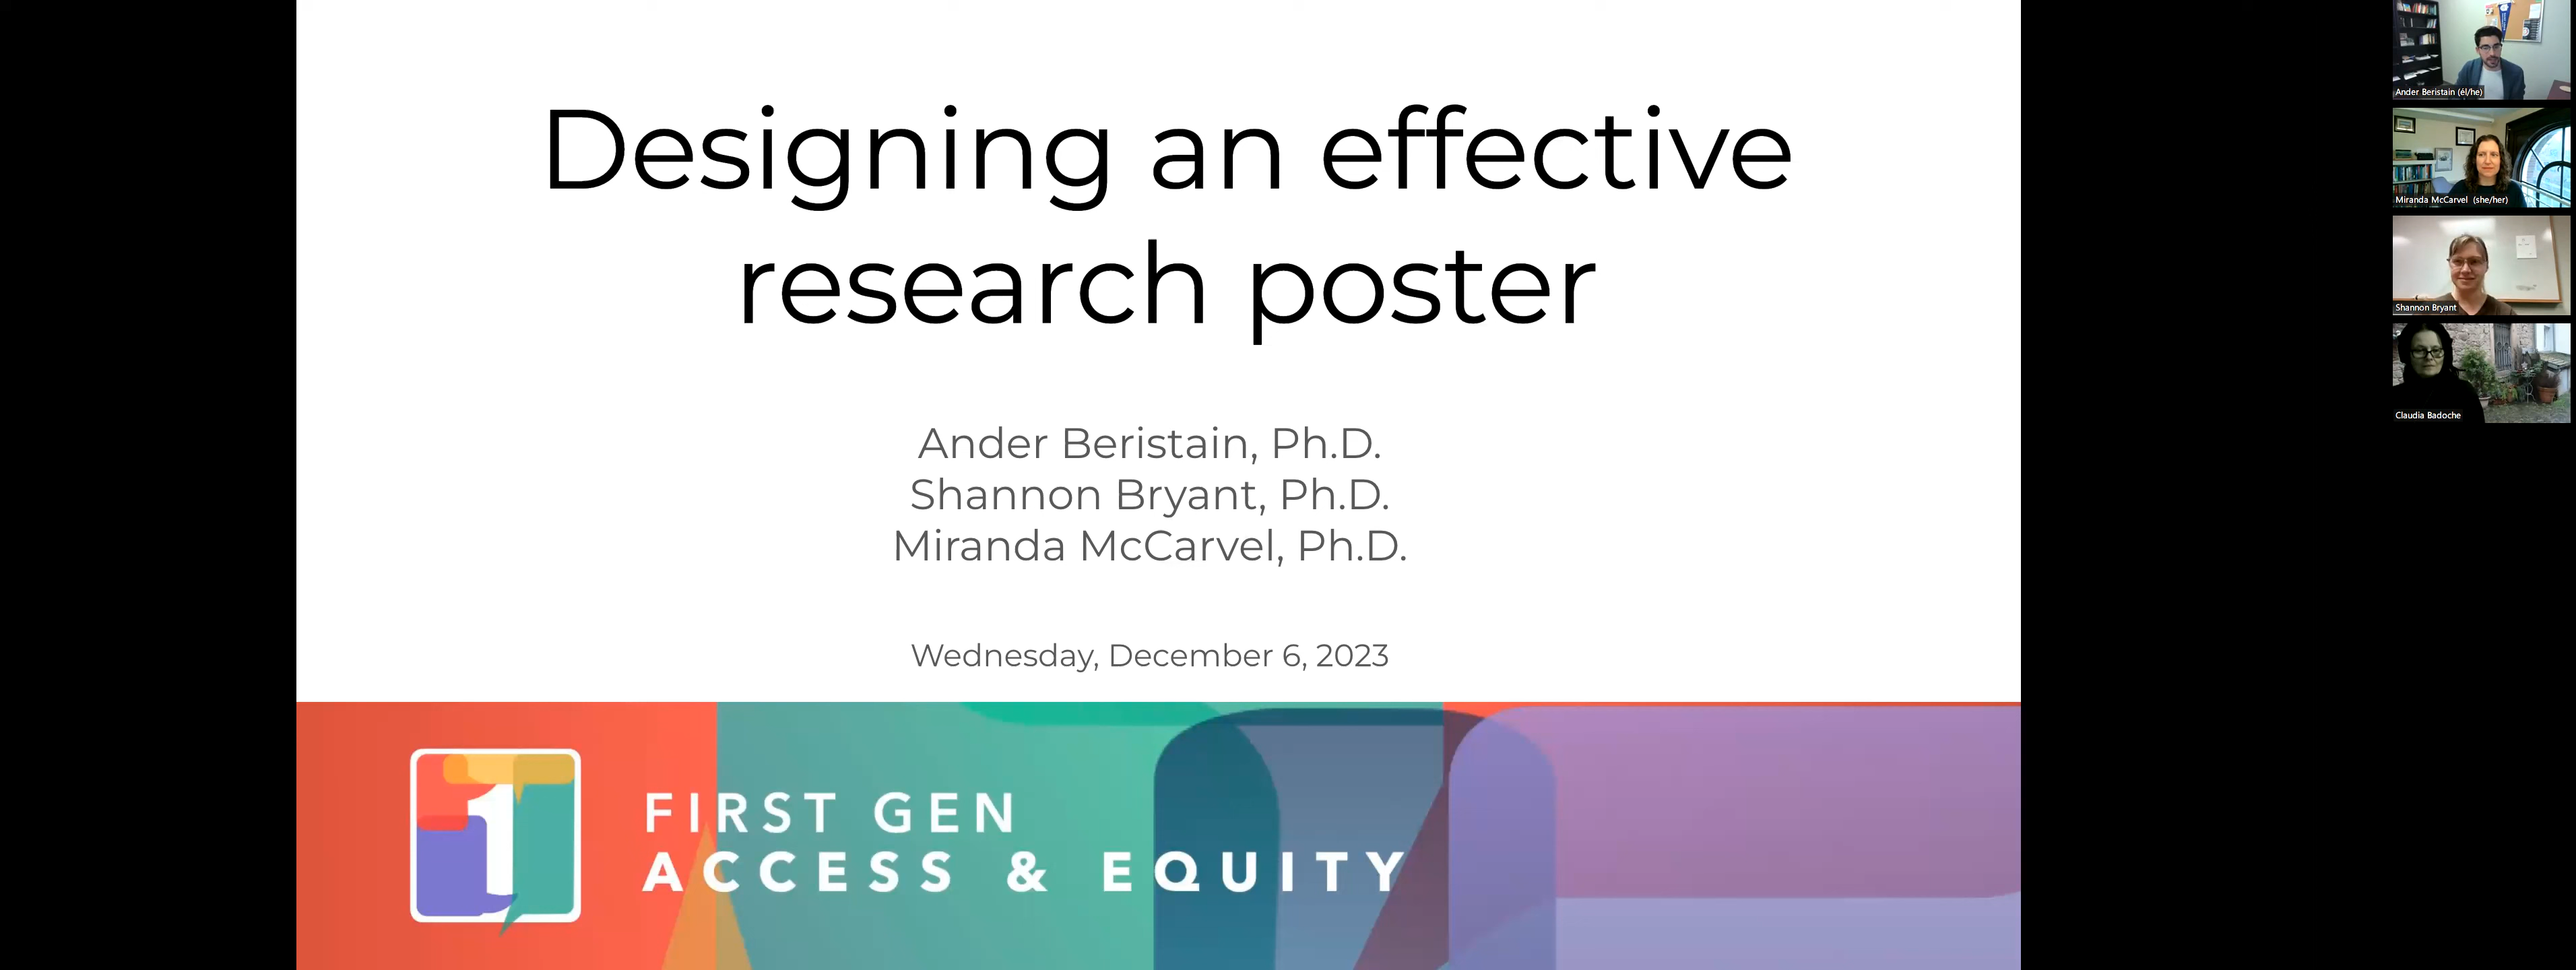 Designing an effective
research poster
Ander Beristain, Ph.D.
Shannon Bryant, Ph.D.
Miranda McCarvel, Ph.D.
Wednesday, December 6, 2023
1
FIRST GEN
ACCESS & EQUITY
Ander Beristain (él/he)
Miranda McCarvel (she/her)
Shannon Bryant
Claudia Badoche